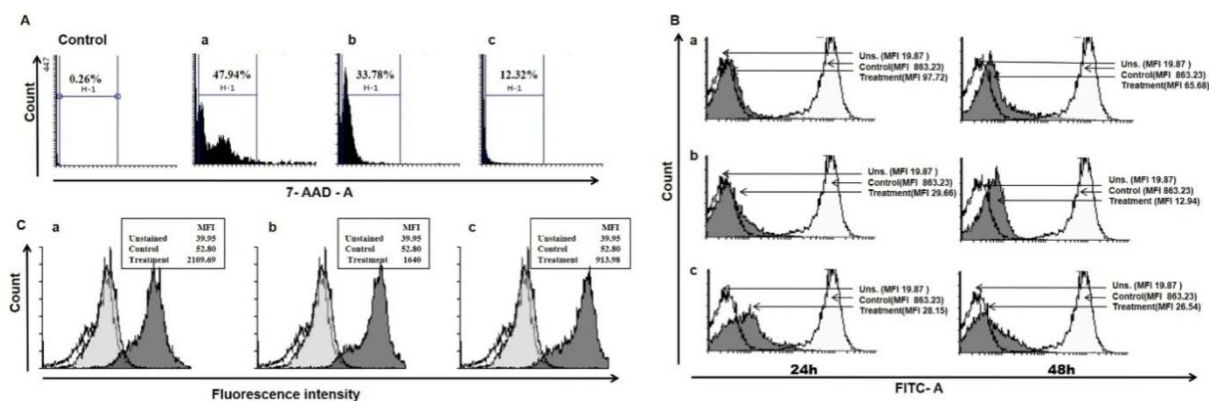 A
Control
a
b
c
Count
447
0.26%
H-1
47.94%
H-1
33.78%
H-1
12.32%
H-1
7- AAD - A
C
a
MFI
Unstained 39.95
Control 52.80
Treatment 2109.69
b
MFI
Unstained 39.95
Control 52.80
Treatment 1640
c
MFI
Unstained 39.95
Control 52.80
Treatment 913.98
Count
Fluorescence intensity
B
a
Uns. (MFI 19.87 )
Control(MFI 863.23)
Treatment(MFI 97.72)
Uns. (MFI 19.87 )
Control(MFI 863.23)
Treatment(MFI 65.68)
b
Uns. (MFI 19.87 )
Control(MFI 863.23)
Treatment(MFI 29.66)
Uns. (MFI 19.87)
Control (MFI 863.23)
Treatment (MFI 12.94)
c
Uns. (MFI 19.87 )
Control(MFI 863.23)
Treatment(MFI 28.15)
Uns. (MFI 19.87 )
Control(MFI 863.23)
Treatment(MFI 26.54)
Count
24h
48h
FITC- A